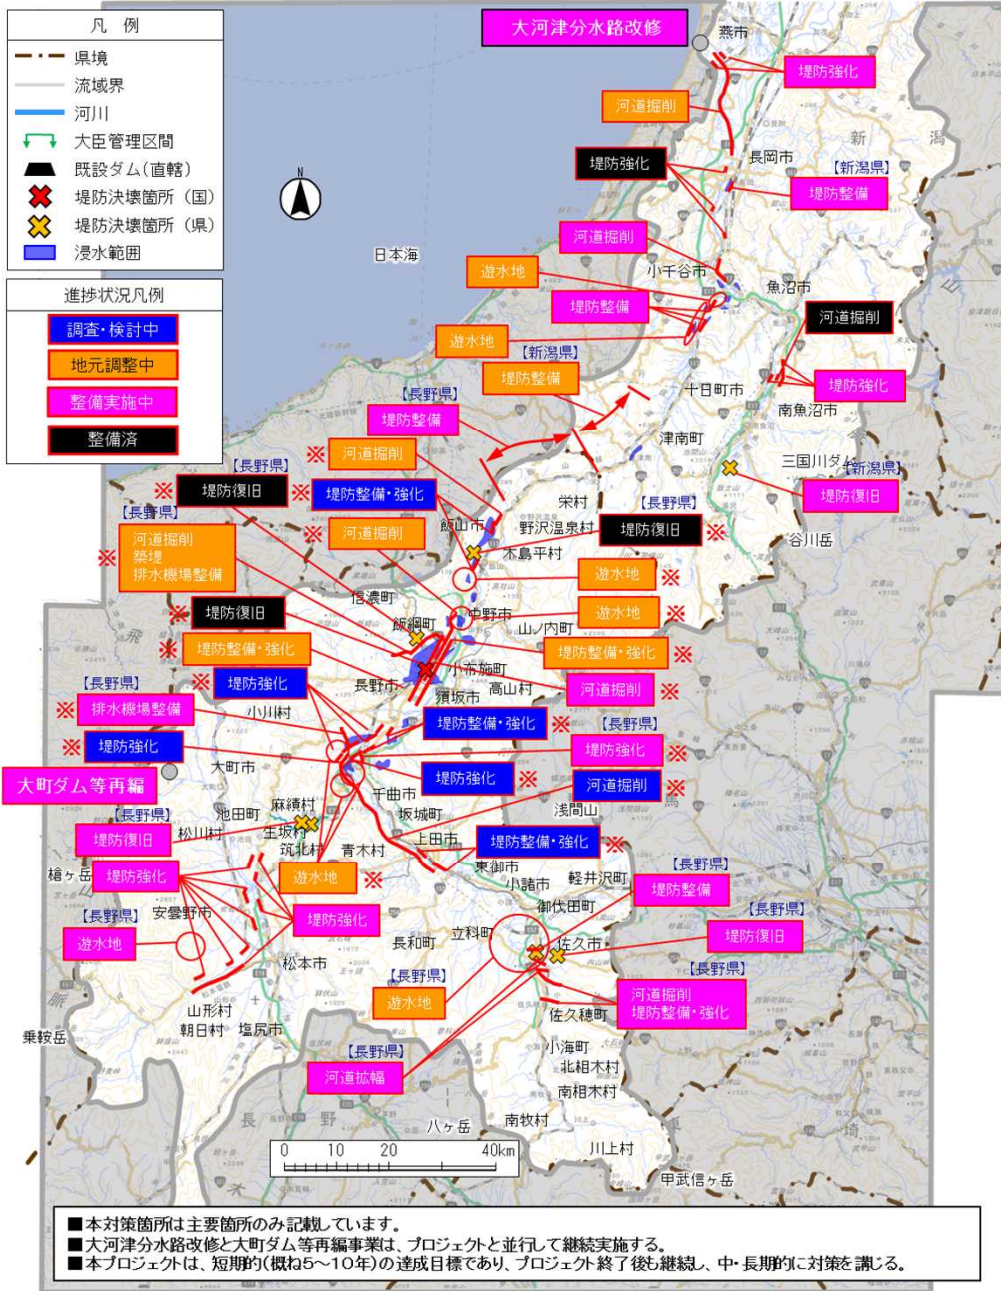 凡　例
県境
流域界
河川
大臣管理区間
既設ダム(直轄)
堤防決壊箇所（国）
堤防決壊箇所（県）
浸水範囲
進捗状況凡例
調査・検討中
地元調整中
整備実施中
整備済
N
日本海
大河津分水路改修
燕市
堤防強化
河道掘削
新潟
長岡市
堤防強化
【新潟県】
堤防整備
河道掘削
小千谷市
魚沼市
遊水地
堤防整備
河道掘削
遊水地
【新潟県】
堤防整備
堤防強化
十日町市
南魚沼市
【長野県】
堤防整備
津南町
三国川ダム
【新潟県】
堤防復旧
※
河道掘削
【長野県】
※
堤防復旧
※
堤防整備・強化
栄村
【長野県】
飯山市
野沢温泉村
堤防復旧
※
【長野県】
※
河道掘削
木島平村
谷川岳
※
河道掘削
築堤
排水機場整備
遊水地
※
信濃町
中野市
遊水地
※
※
堤防復旧
飯綱町
山ノ内町
※
堤防整備・強化
堤防整備・強化
※
小布施町
長野市
高山村
河道掘削
※
※
堤防強化
須坂市
【長野県】
※
排水機場整備
小川村
堤防整備・強化
※
※
堤防強化
堤防強化
※
大町市
堤防強化
※
河道掘削
※
大町ダム等再編
千曲市
麻績村
池田町
坂城町
浅間山
【長野県】
堤防復旧
松川村
生坂村
筑北村
青木村
上田市
堤防整備・強化
※
東御市
槍ヶ岳
堤防強化
遊水地
※
小諸市
軽井沢町
【長野県】
堤防整備
御代田町
安曇野市
堤防強化
【長野県】
遊水地
長和町
立科町
佐久市
【長野県】
堤防復旧
松本市
【長野県】
遊水地
【長野県】
河道掘削
堤防整備・強化
山形村
朝日村
塩尻市
佐久穂町
乗鞍岳
【長野県】
河道拡幅
小海町
北相木村
南相木村
長野
八ヶ岳
南牧村
川上村
埼
甲武信ヶ岳
0 10 20 40km
■本対策箇所は主要箇所のみ記載しています。
■大河津分水路改修と大町ダム等再編事業は、プロジェクトと並行して継続実施する。
■本プロジェクトは、短期的(概ね5～10年)の達成目標であり、プロジェクト終了後も継続し、中・長期的に対策を講じる。